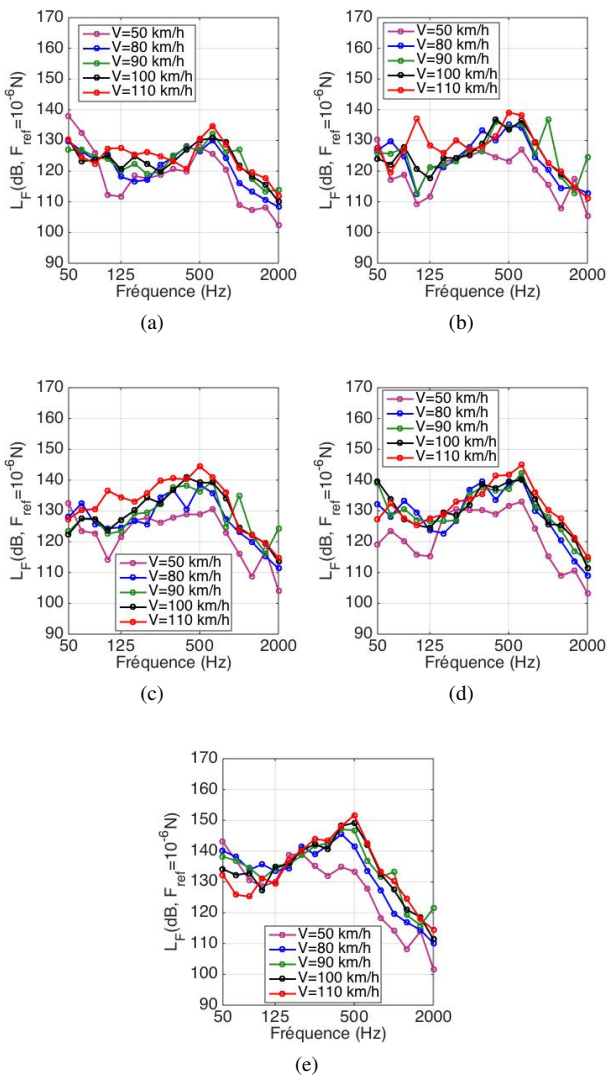 170
160
150
140
130
120
110
100
90
L_F(dB, F_ref=10^-6N)
V=50 km/h
V=80 km/h
V=90 km/h
V=100 km/h
V=110 km/h
50 125 500 2000
Fréquence (Hz)
(a)
170
160
150
140
130
120
110
100
90
L_F(dB, F_ref=10^-6N)
V=50 km/h
V=80 km/h
V=90 km/h
V=100 km/h
V=110 km/h
50 125 500 2000
Fréquence (Hz)
(b)
170
160
150
140
130
120
110
100
90
L_F(dB, F_ref=10^-6N)
V=50 km/h
V=80 km/h
V=90 km/h
V=100 km/h
V=110 km/h
50 125 500 2000
Fréquence (Hz)
(c)
170
160
150
140
130
120
110
100
90
L_F(dB, F_ref=10^-6N)
V=50 km/h
V=80 km/h
V=90 km/h
V=100 km/h
V=110 km/h
50 125 500 2000
Fréquence (Hz)
(d)
170
160
150
140
130
120
110
100
90
L_F(dB, F_ref=10^-6N)
V=50 km/h
V=80 km/h
V=90 km/h
V=100 km/h
V=110 km/h
50 125 500 2000
Fréquence (Hz)
(e)